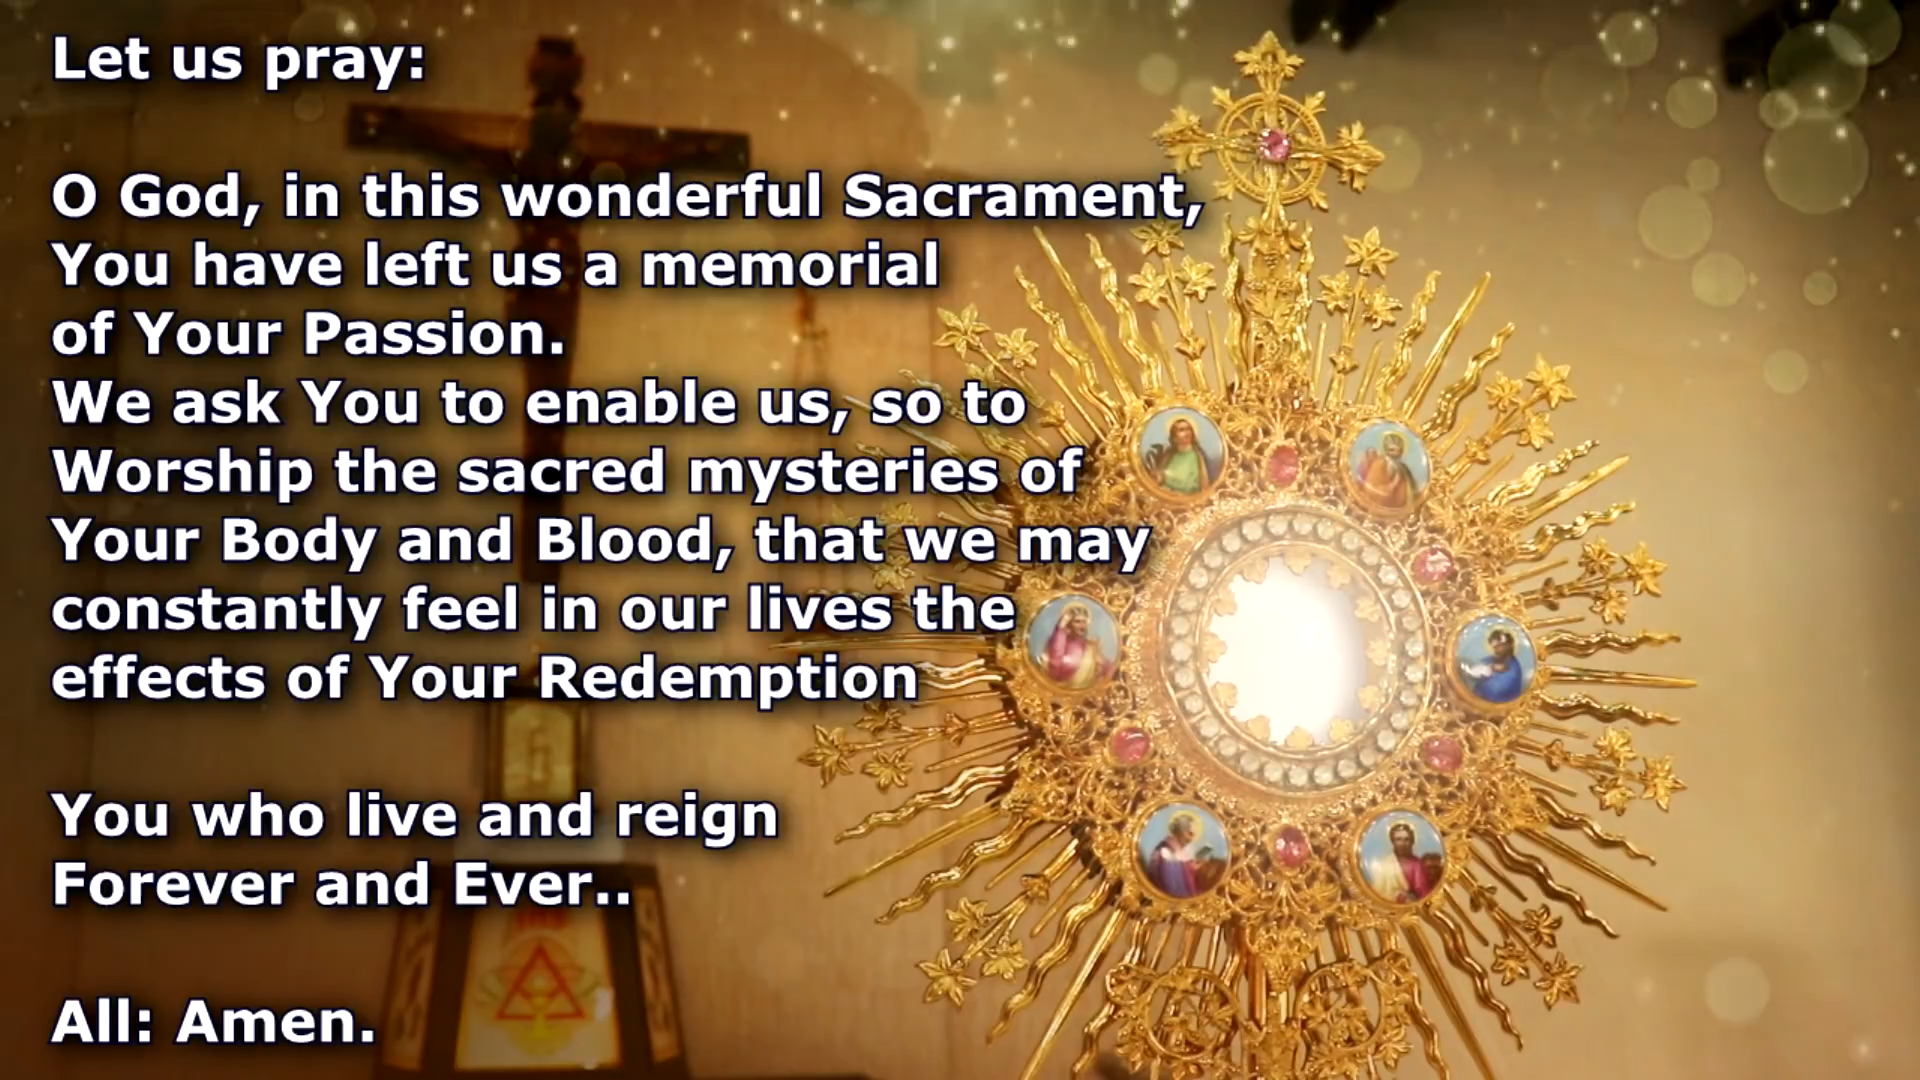 Let us pray:
O God, in this wonderful Sacrament,
You have left us a memorial
of Your Passion.
We ask You to enable us, so to
Worship the sacred mysteries of
Your Body and Blood, that we may
constantly feel in our lives the
effects of Your Redemption
You who live and reign
Forever and Ever..
All: Amen.